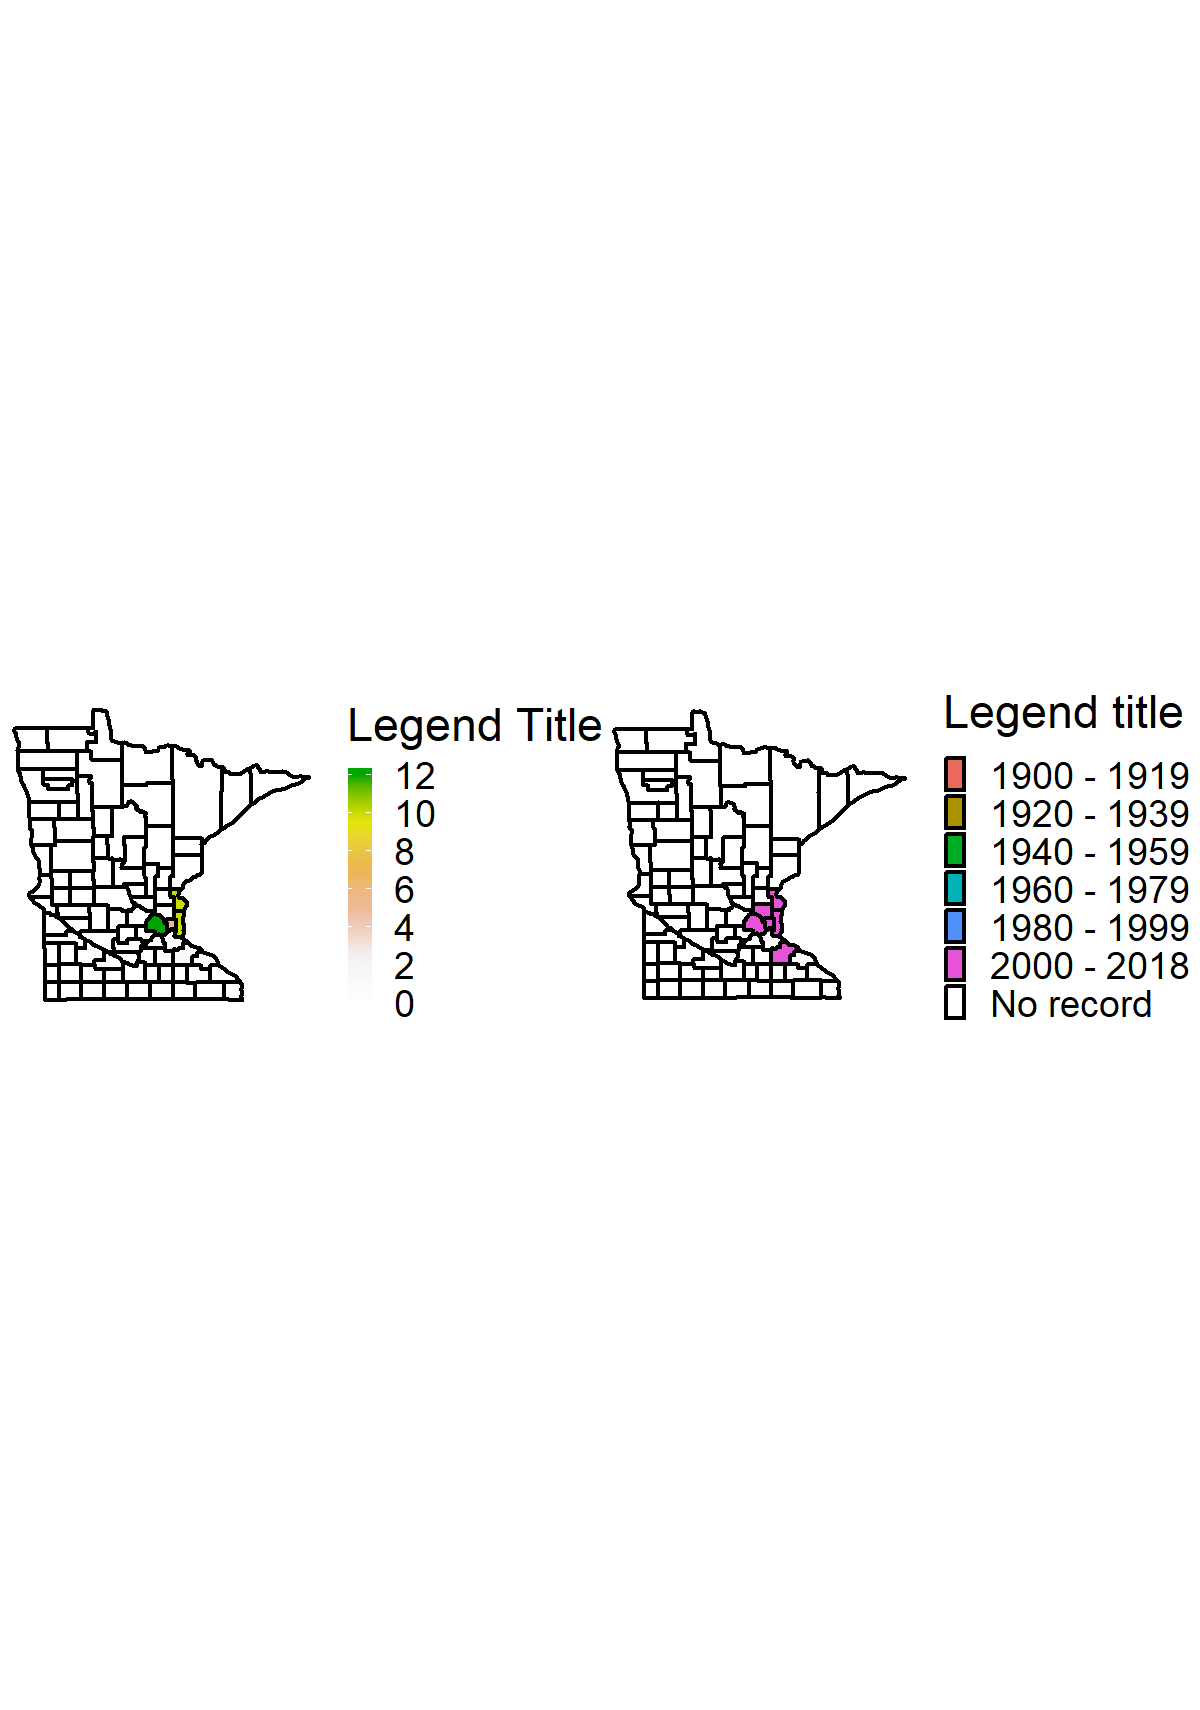 Legend Title
12
10
8
6
4
2
0
Legend title
1900 - 1919
1920 - 1939
1940 - 1959
1960 - 1979
1980 - 1999
2000 - 2018
No record